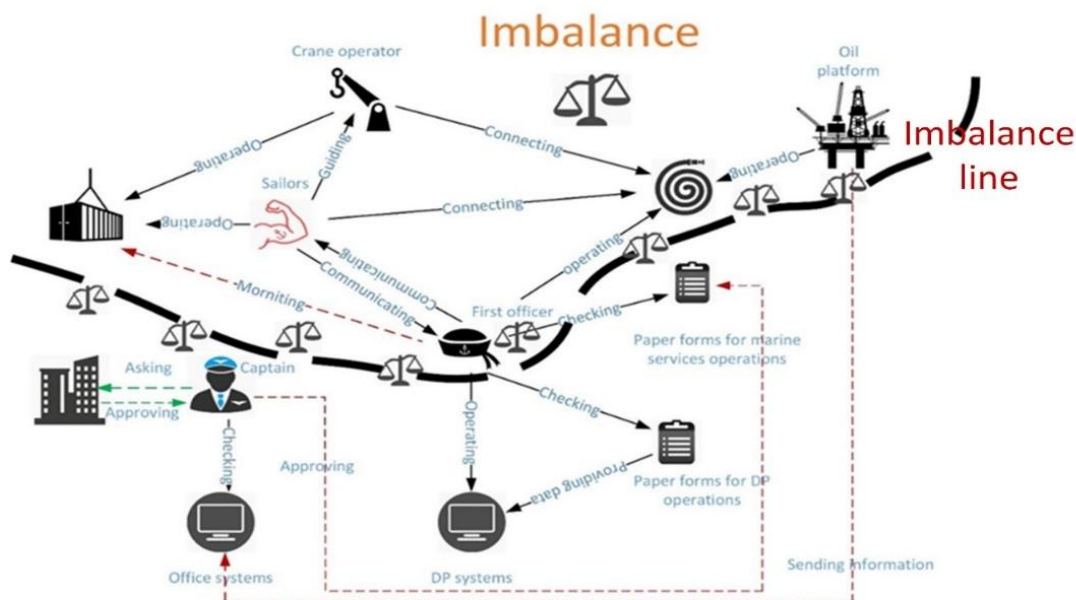 Imbalance
Crane operator
Oil
platform
Imbalance
line
Operating
Guiding
Connecting
Operating
Sailors
Operating
Connecting
Communicating
Communicating
operating
Morniting
First officer
Checking
Paper forms for marine
services operations
Asking
Captain
Approving
Checking
Operating
Checking
Approving
Providing data
Paper forms for DP
operations
Office systems
DP systems
Sending information